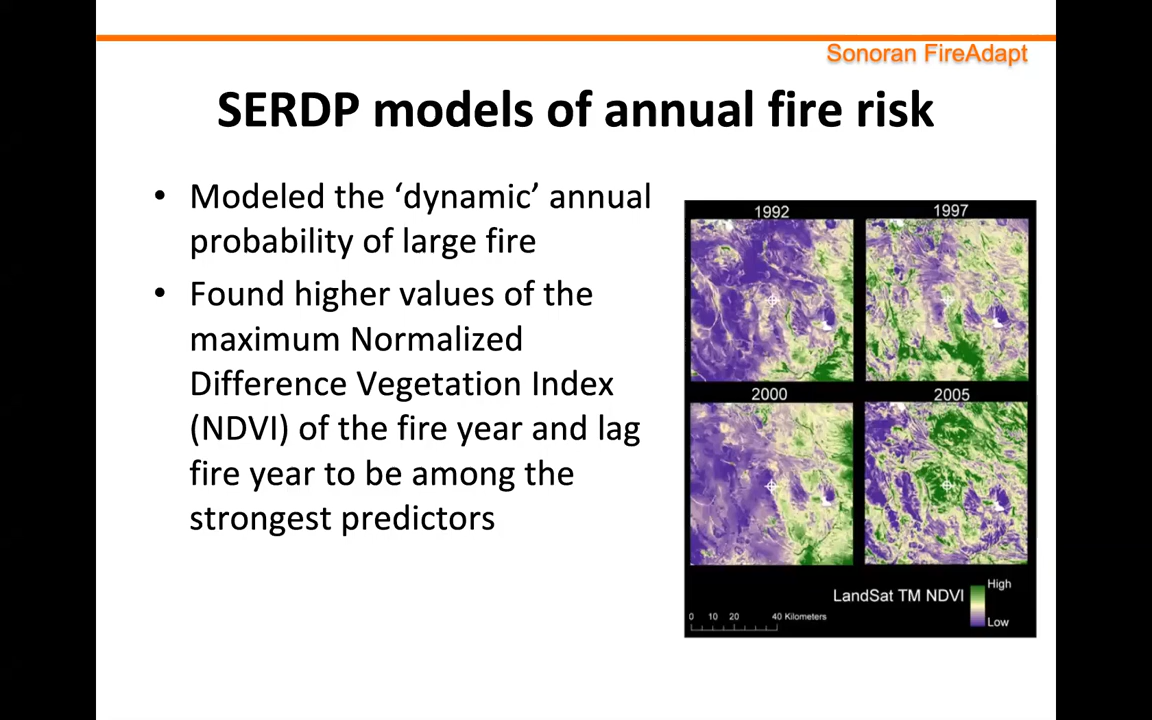 Sonoran FireAdapt
SERDP models of annual fire risk
• Modeled the ‘dynamic’ annual
probability of large fire
• Found higher values of the
maximum Normalized
Difference Vegetation Index
(NDVI) of the fire year and lag
fire year to be among the
strongest predictors
1992
1997
2000
2005
LandSat TM NDVI
High
Low
0 10 20 40 Kilometers